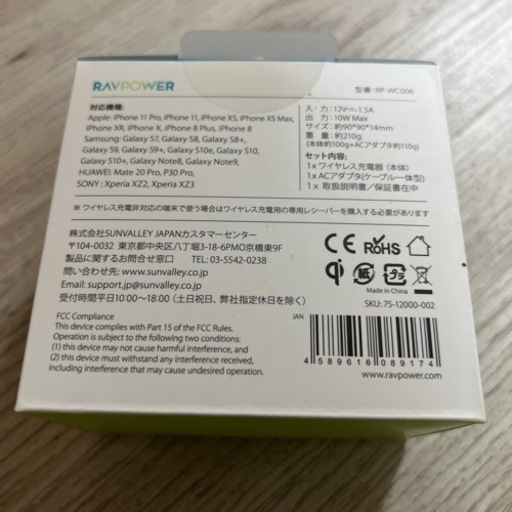 RAVPOWER
型番: RP-WC006
対応機種:
Apple: iPhone 11 Pro, iPhone 11, iPhone XS, iPhone XS Max,
iPhone XR, iPhone X, iPhone 8 Plus, iPhone 8
Samsung: Galaxy S7, Galaxy S8, Galaxy S8+,
Galaxy S9, Galaxy S9+, Galaxy S10e, Galaxy S10,
Galaxy S10+, Galaxy Note8, Galaxy Note9,
HUAWEI: Mate 20 Pro, P30 Pro,
SONY: Xperia XZ2, Xperia XZ3
入・力: 12V 1.5A
出 力: 10W Max
サイズ: 約90*90*14mm
重 量: 約210g
(本体約100g+ACアダプタ約110g)
セット内容:
1x ワイヤレス充電器 (本体)
1x ACアダプタ(ケーブル一体型)
1x 取扱説明書/保証書在中
※ ワイヤレス充電非対応の端末で使う場合はワイヤレス充電用の専用レシーバーを購入する必要があります
株式会社SUNVALLEY JAPANカスタマーセンター
〒104-0032 東京都中央区八丁堀3-18-6PMO京橋東9F
製品に関するお問合せ窓口 TEL: 03-5542-0238
問い合わせ先: www.sunvalley.co.jp
Email: support.jp@sunvalley.co.jp
受付時間平日10:00〜18:00 (土日祝日、弊社指定休日を除く)
CE RoHS
qi 紙 プラ
Made in China
SKU: 75-12000-002
FCC Compliance
This device complies with Part 15 of the FCC Rules.
Operation is subject to the following two conditions:
(1) this device may not cause harmful interference, and
(2) this device must withstand any interference received,
including interference that may cause undesired operation.
JAN
4 589616 089174
www.ravpower.com